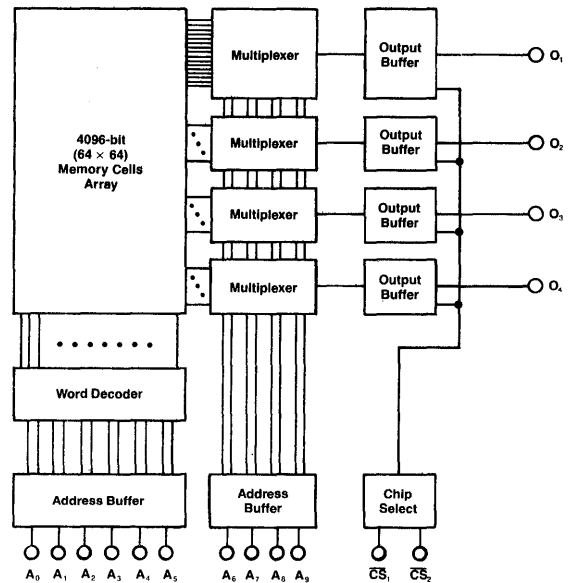 4096-bit
(64 × 64)
Memory Cells
Array
Multiplexer
Output
Buffer
O₁
Multiplexer
Output
Buffer
O₂
Multiplexer
Output
Buffer
O₃
Multiplexer
Output
Buffer
O₄
Word Decoder
Address Buffer
Address
Buffer
Chip
Select
A₀ A₁ A₂ A₃ A₄ A₅ A₆ A₇ A₈ A₉ C̅S̅₁ C̅S̅₂